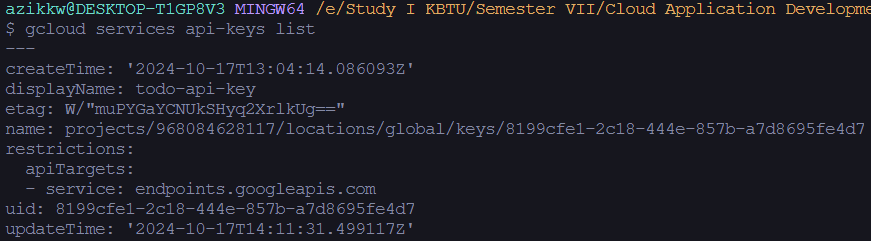 azikkw@DESKTOP-T1GP8V3 MINGW64 /e/Study I KBTU/Semester VII/Cloud Application Developme
$ gcloud services api-keys list
---
createTime: '2024-10-17T13:04:14.086093Z'
displayName: todo-api-key
etag: W/"muPYGaYCNUkSHyq2XrlkUg=="
name: projects/968084628117/locations/global/keys/8199cfe1-2c18-444e-857b-a7d8695fe4d7
restrictions:
  apiTargets:
  - service: endpoints.googleapis.com
uid: 8199cfe1-2c18-444e-857b-a7d8695fe4d7
updateTime: '2024-10-17T14:11:31.499117Z'